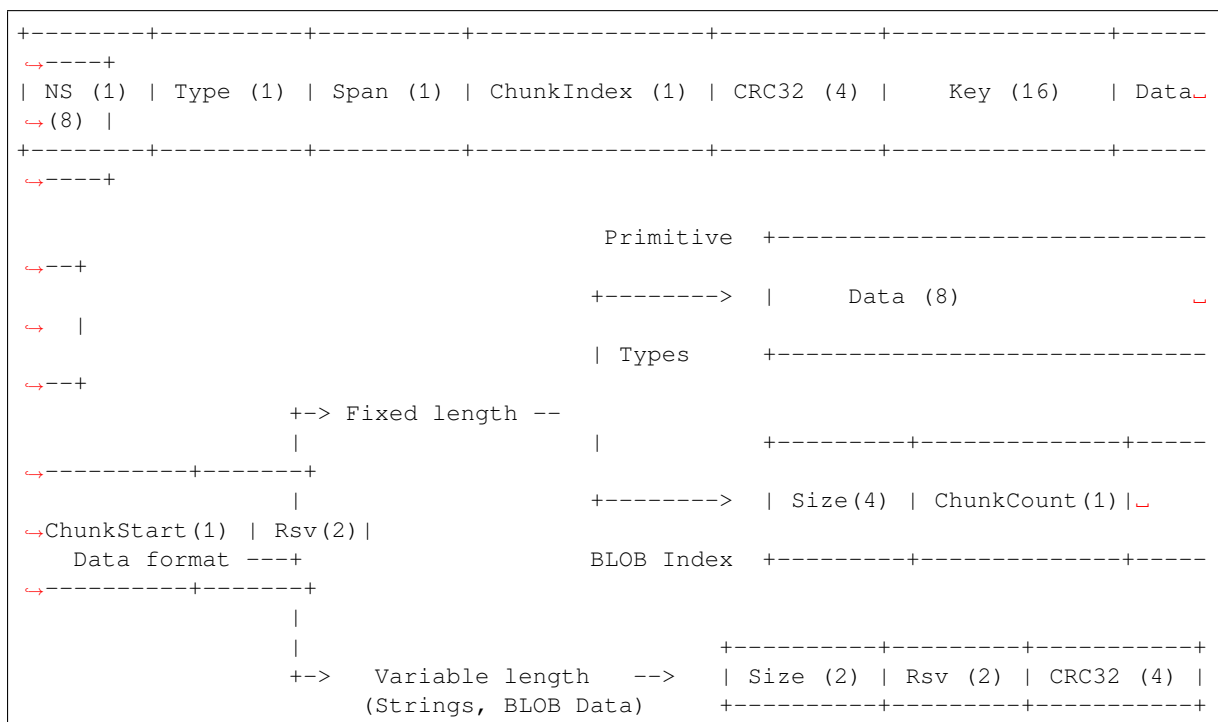 +--------+----------+----------+---------------+-----------+--------------+------
↪----+
| NS (1) | Type (1) | Span (1) | ChunkIndex (1) | CRC32 (4) |    Key (16)   | Data␣
↪(8) |
+--------+----------+----------+---------------+-----------+--------------+------
↪----+
                                         Primitive  +-----------------------------
↪--+
                                        +-------->  |     Data (8)                ␣
↪  |
                                        | Types     +-----------------------------
↪--+
                   +-> Fixed length --
                   |                    |           +---------+--------------+-----
↪----------+-------+
                   |                    +-------->  | Size(4) | ChunkCount(1)|␣
↪ChunkStart(1) | Rsv(2)|
    Data format ---+                    BLOB Index  +---------+--------------+-----
↪----------+-------+
                   |
                   |                             +----------+---------+-----------+
                   +->   Variable length   -->   | Size (2) | Rsv (2) | CRC32 (4) |
                        (Strings, BLOB Data)     +----------+---------+-----------+